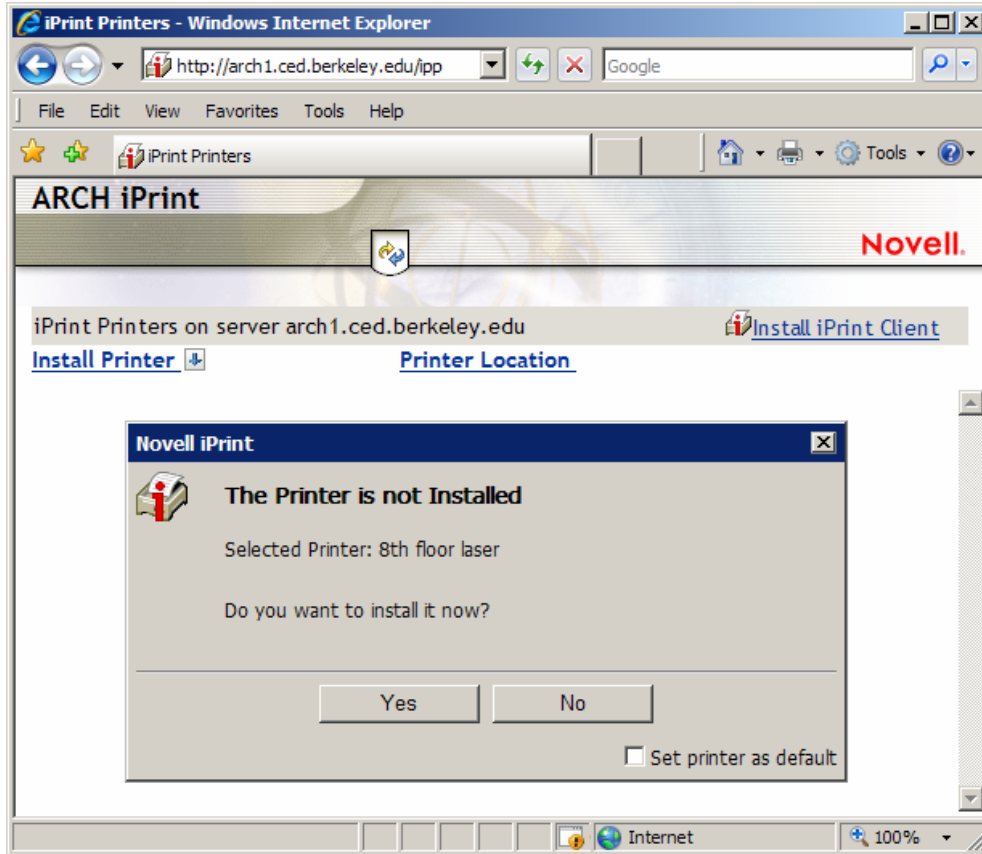 iPrint Printers - Windows Internet Explorer
http://arch1.ced.berkeley.edu/ipp
Google
File Edit View Favorites Tools Help
iPrint Printers
Tools
ARCH iPrint
Novell.
iPrint Printers on server arch1.ced.berkeley.edu
Install iPrint Client
Install Printer
Printer Location
Novell iPrint
The Printer is not Installed
Selected Printer: 8th floor laser
Do you want to install it now?
Yes
No
Set printer as default
Internet
100%